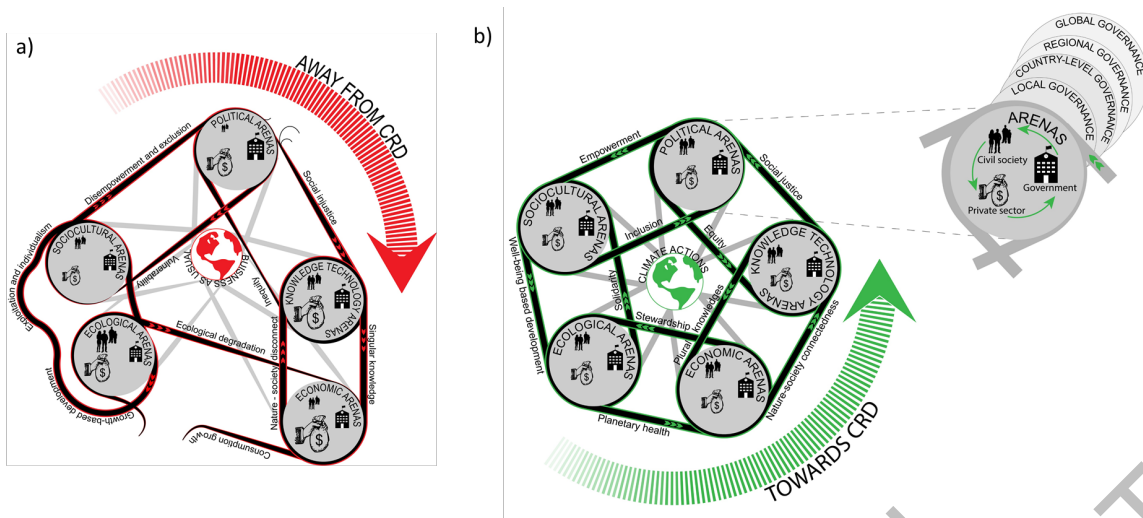 a)
AWAY FROM CRD
POLITICAL ARENAS
$
Disempowerment and exclusion
Social injustice
SOCIOCULTURAL ARENAS
$
Exploitation and individualism
Vulnerability
BUISNESS AS USUAL
Inequity
KNOWLEDGE TECHNOLOGY ARENAS
$
ECOLOGICAL ARENAS
$
Ecological degradation
Nature - society disconnect
Singular knowledge
Growth-based development
ECONOMIC ARENAS
$
Consumption growth
b)
GLOBAL GOVERNANCE
REGIONAL GOVERNANCE
COUNTRY-LEVEL GOVERNANCE
LOCAL GOVERNANCE
ARENAS
Civil society
Government
Private sector
$
Empowerment
POLITICAL ARENAS
$
Social justice
SOCIOCULTURAL ARENAS
$
Inclusion
Equity
KNOWLEDGE TECHNOLOGY ARENAS
$
CLIMATE ACTIONS
Well-being based development
Solidarity
Stewardship
Plural knowledges
ECOLOGICAL ARENAS
$
ECONOMIC ARENAS
$
Nature-society connectedness
Planetary health
TOWARDS CRD
T